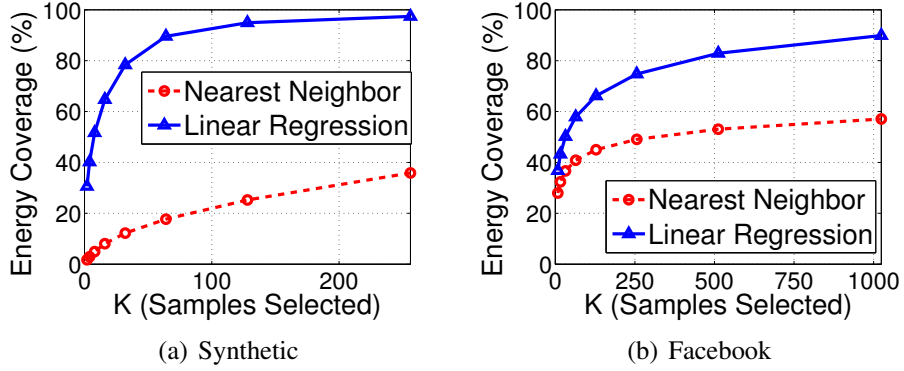 Energy Coverage (%)
100
80
60
40
20
0
Nearest Neighbor
Linear Regression
0
100
200
K (Samples Selected)
(a) Synthetic
Energy Coverage (%)
100
80
60
40
20
0
Nearest Neighbor
Linear Regression
0
250
500
750
1000
K (Samples Selected)
(b) Facebook